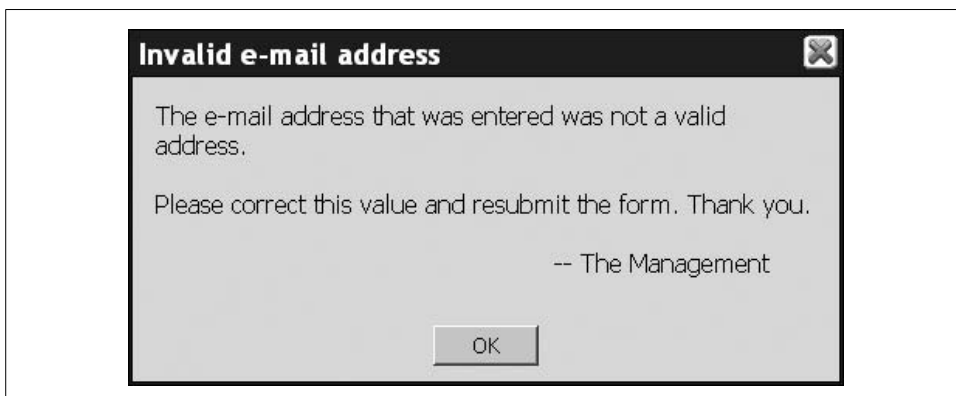 Invalid e-mail address
The e-mail address that was entered was not a valid
address.
Please correct this value and resubmit the form. Thank you.
-- The Management
OK